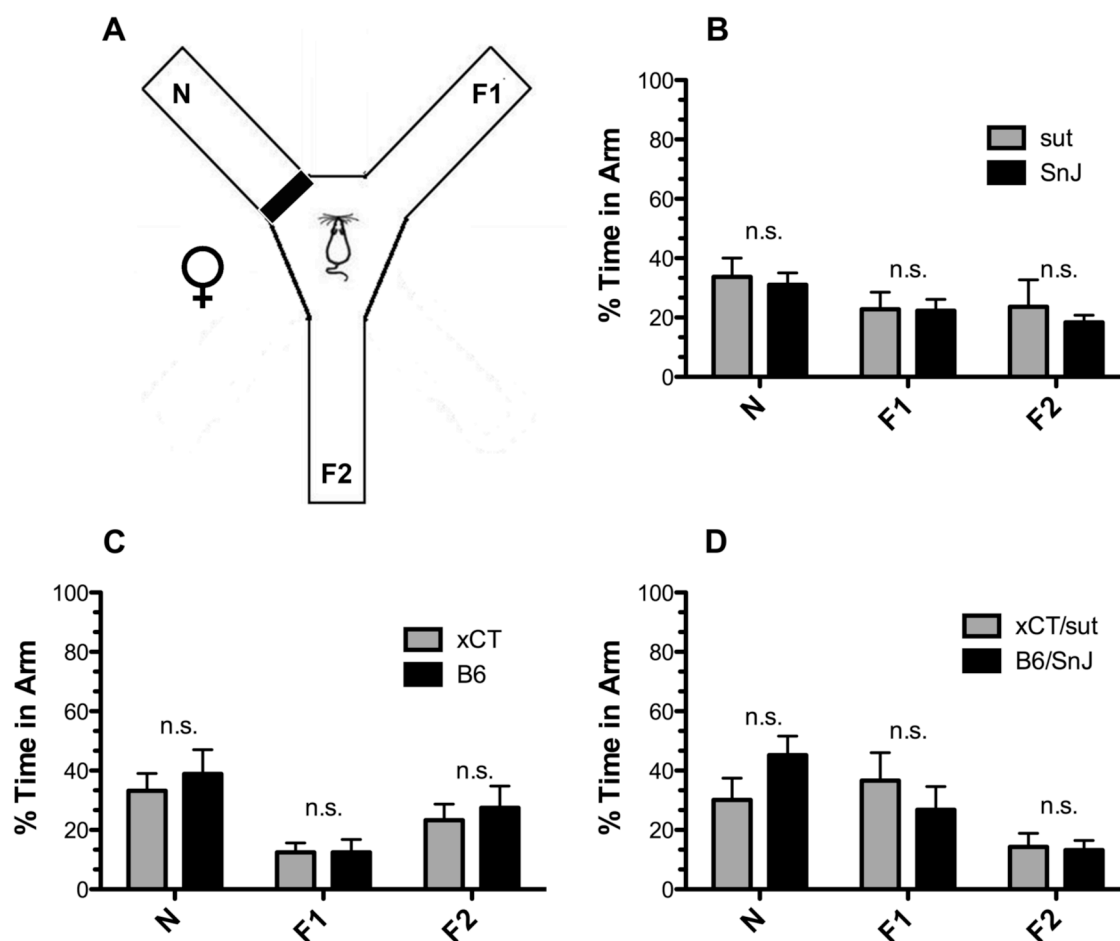 A
N
F1
♀
F2
B
% Time in Arm
100
80
60
40
20
0
sut
SnJ
n.s.
n.s.
n.s.
N
F1
F2
C
% Time in Arm
100
80
60
40
20
0
xCT
B6
n.s.
n.s.
n.s.
N
F1
F2
D
% Time in Arm
100
80
60
40
20
0
xCT/sut
B6/SnJ
n.s.
n.s.
n.s.
N
F1
F2